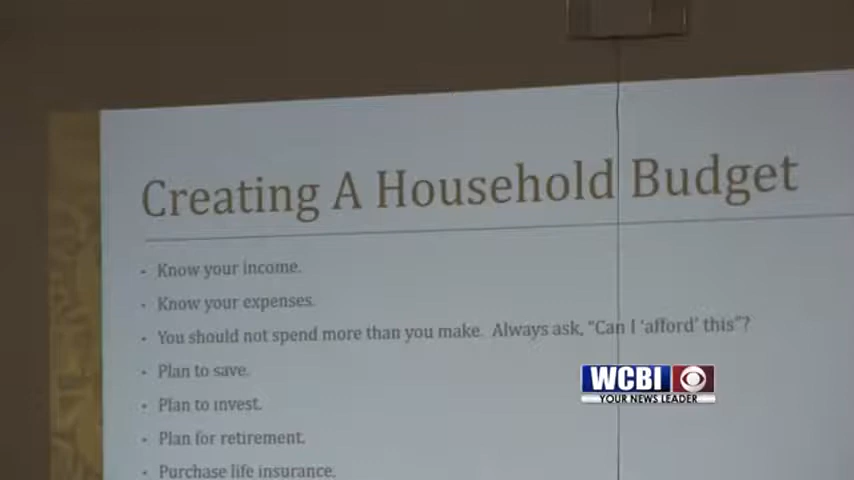 Creating A Household Budget
- Know your income.
- Know your expenses.
- You should not spend more than you make. Always ask, "Can I 'afford' this"?
- Plan to save.
- Plan to invest.
- Plan for retirement.
- Purchase life insurance.
WCBI
YOUR NEWS LEADER